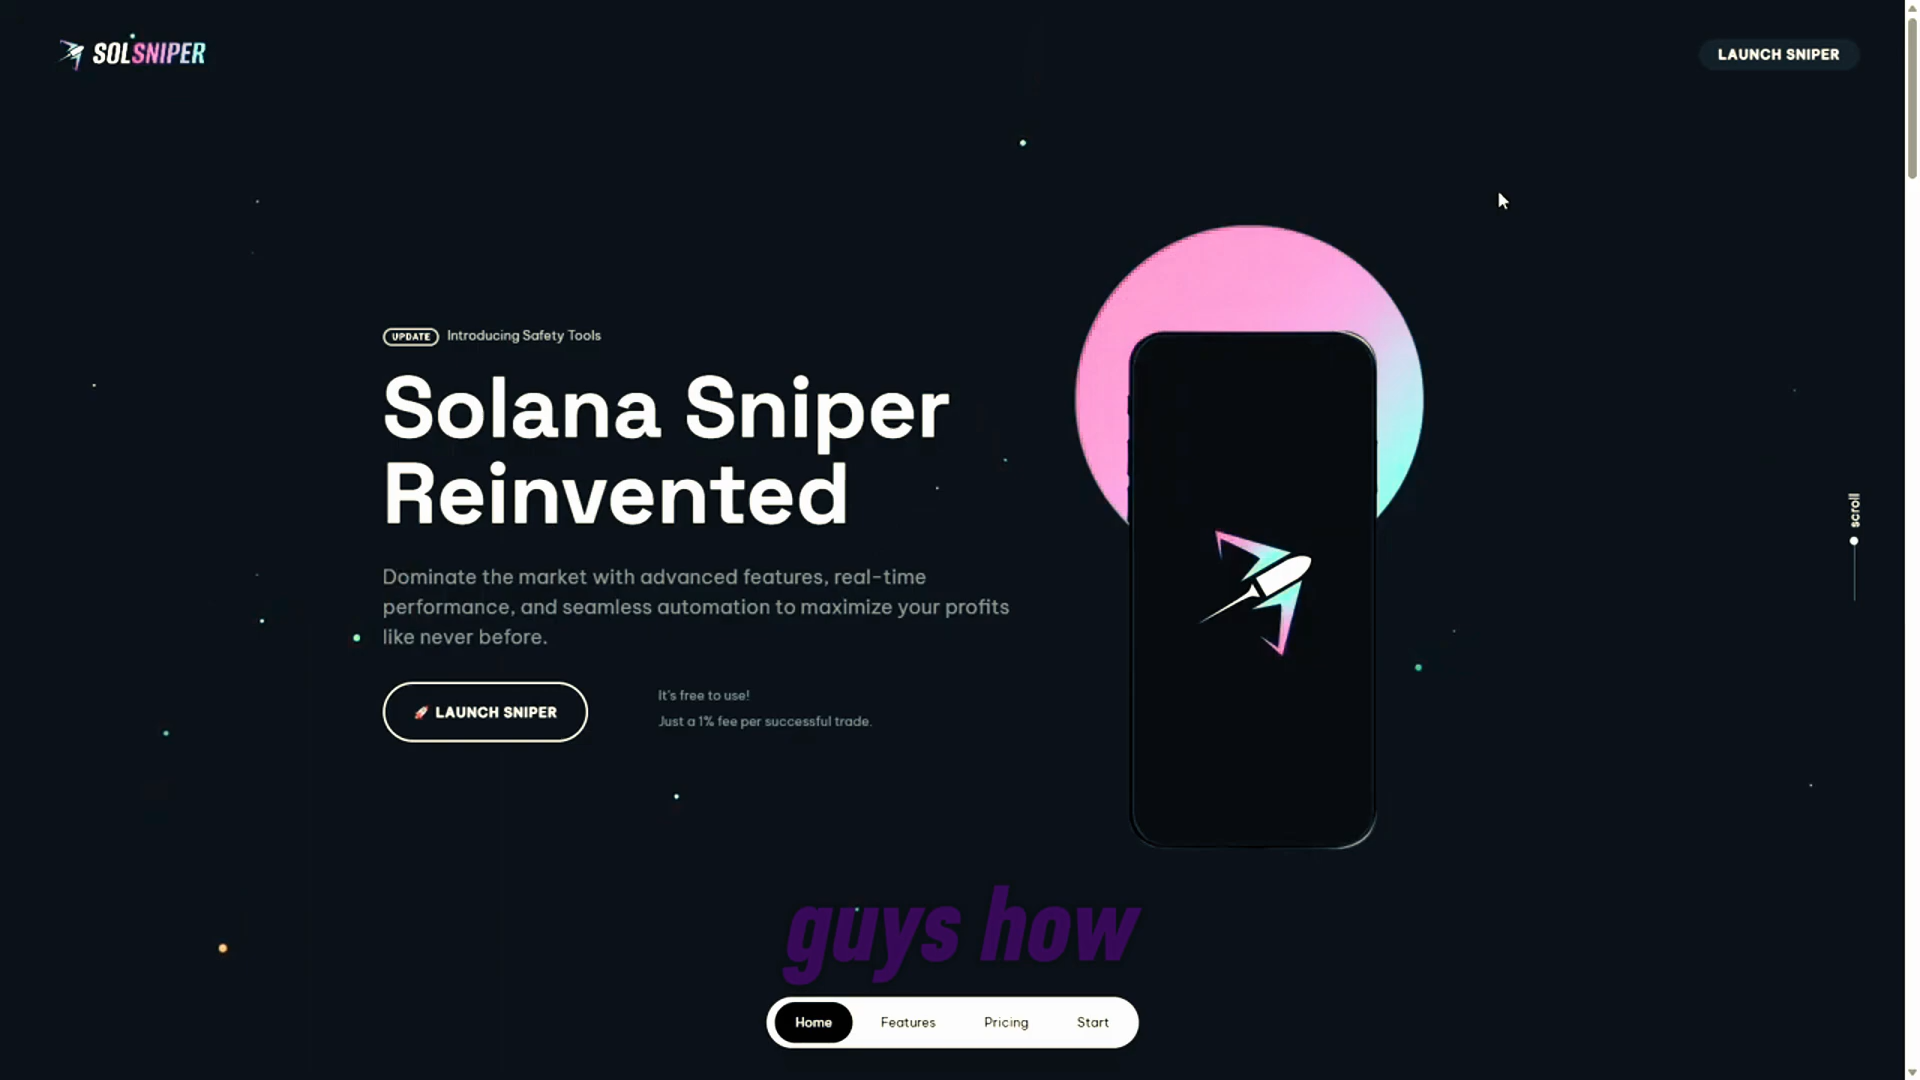 SOLSNIPER
LAUNCH SNIPER
UPDATE Introducing Safety Tools
Solana Sniper
Reinvented
Dominate the market with advanced features, real-time
performance, and seamless automation to maximize your profits
like never before.
🚀 LAUNCH SNIPER
It's free to use!
Just a 1% fee per successful trade.
scroll
guys how
Home Features Pricing Start